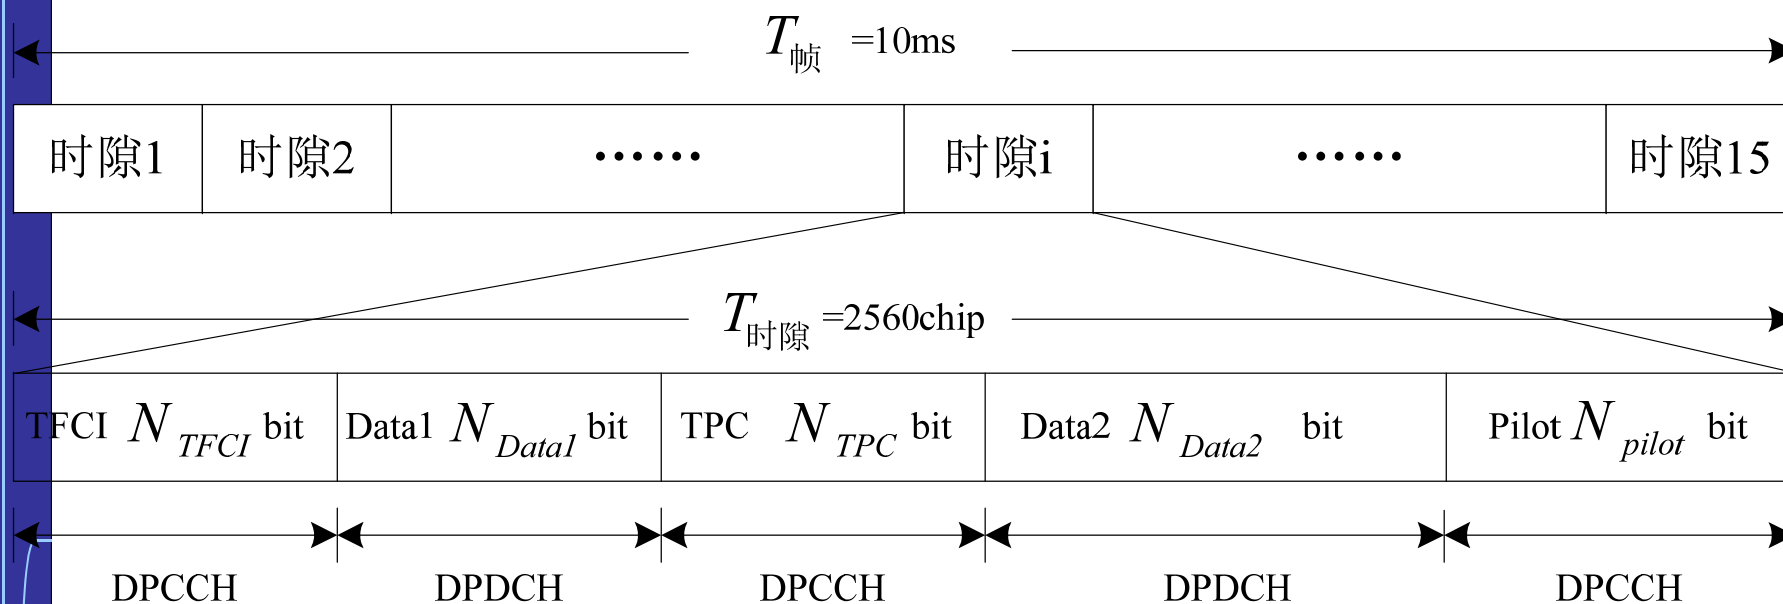 T帧 =10ms
时隙1 时隙2 …… 时隙i …… 时隙15
T时隙 =2560chip
TFCI N TFCI bit Data1 N Data1 bit TPC N TPC bit Data2 N Data2 bit Pilot N pilot bit
DPCCH DPDCH DPCCH DPDCH DPCCH